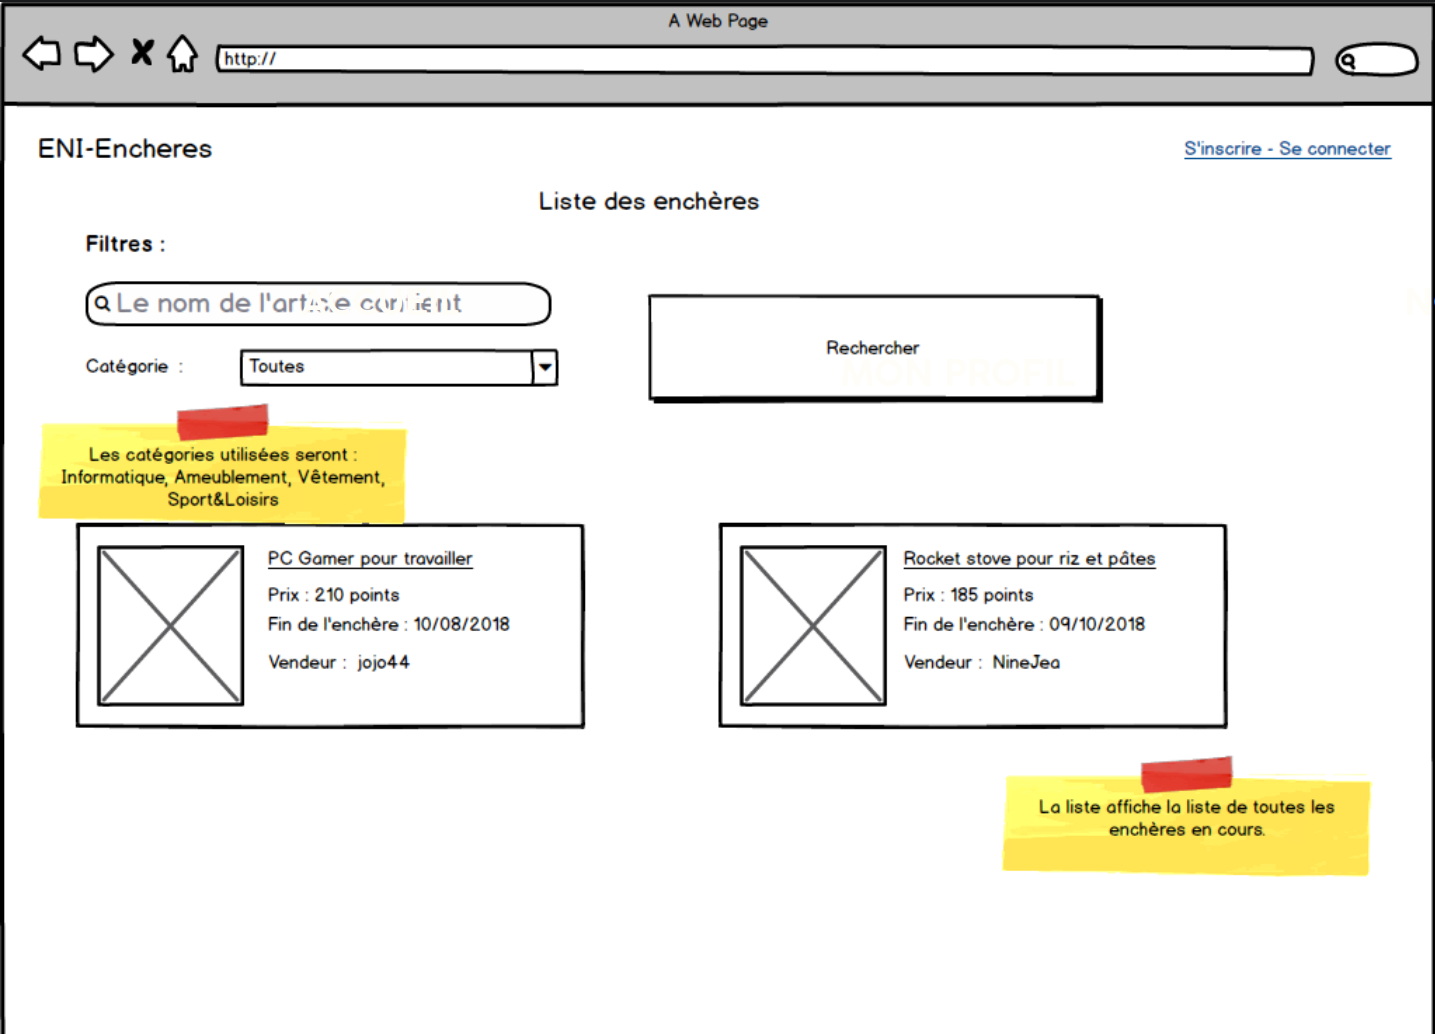 A Web Page
http://
ENI-Encheres
S'inscrire - Se connecter
Liste des enchères
Filtres :
Le nom de l'article contient
Catégorie :
Toutes
Rechercher
MON PROFIL
Les catégories utilisées seront :
Informatique, Ameublement, Vêtement,
Sport&Loisirs
PC Gamer pour travailler
Prix : 210 points
Fin de l'enchère : 10/08/2018
Vendeur : jojo44
Rocket stove pour riz et pâtes
Prix : 185 points
Fin de l'enchère : 09/10/2018
Vendeur : NineJea
La liste affiche la liste de toutes les
enchères en cours.